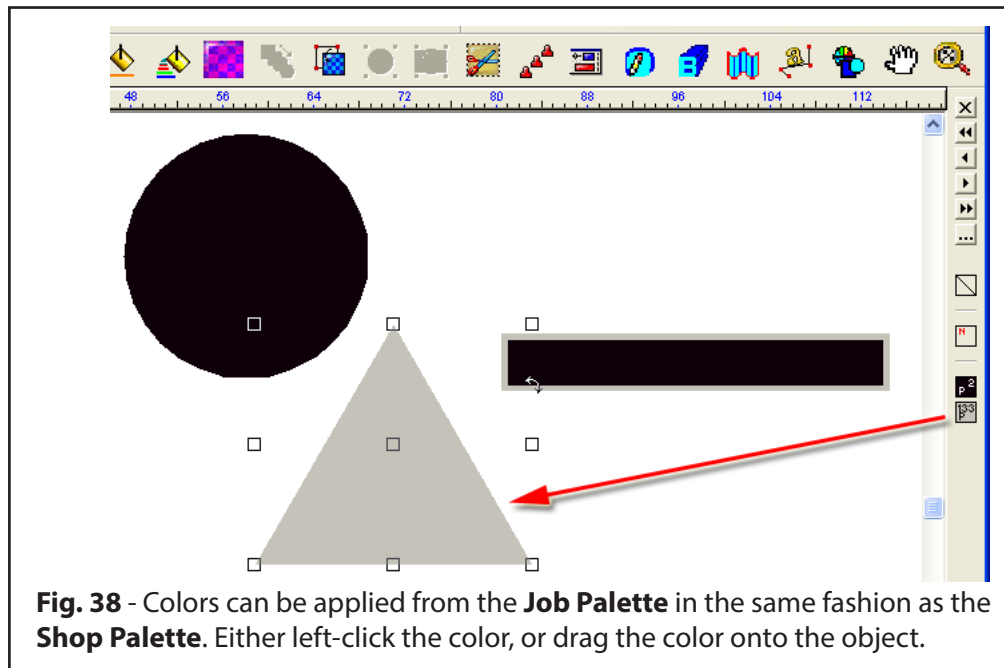 48 56 64 72 80 88 96 104 112
N
P 2
133
P
Fig. 38 - Colors can be applied from the Job Palette in the same fashion as the
Shop Palette. Either left-click the color, or drag the color onto the object.